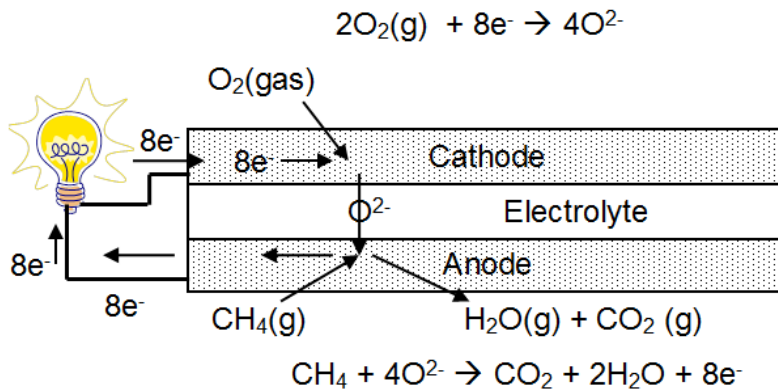 2O₂(g) + 8e⁻ → 4O²⁻
O₂(gas)
8e⁻
8e⁻
Cathode
O²⁻
Electrolyte
8e⁻
Anode
8e⁻
CH₄(g)
H₂O(g) + CO₂ (g)
CH₄ + 4O²⁻ → CO₂ + 2H₂O + 8e⁻